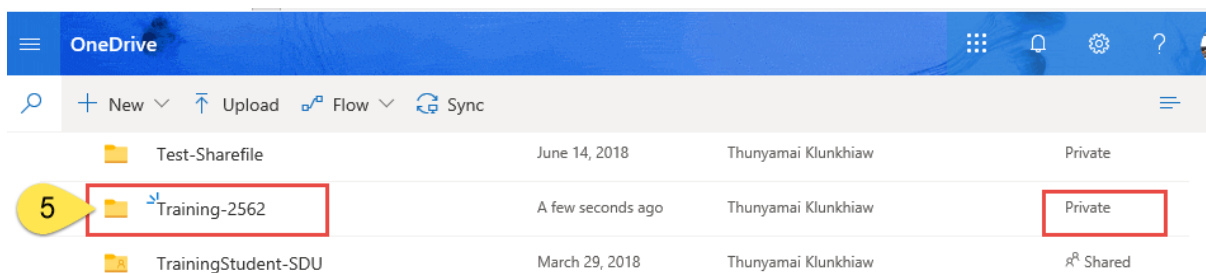 OneDrive
New Upload Flow Sync
Test-Sharefile June 14, 2018 Thunyamai Klunkhiaw Private
5 Training-2562 A few seconds ago Thunyamai Klunkhiaw Private
TrainingStudent-SDU March 29, 2018 Thunyamai Klunkhiaw Shared